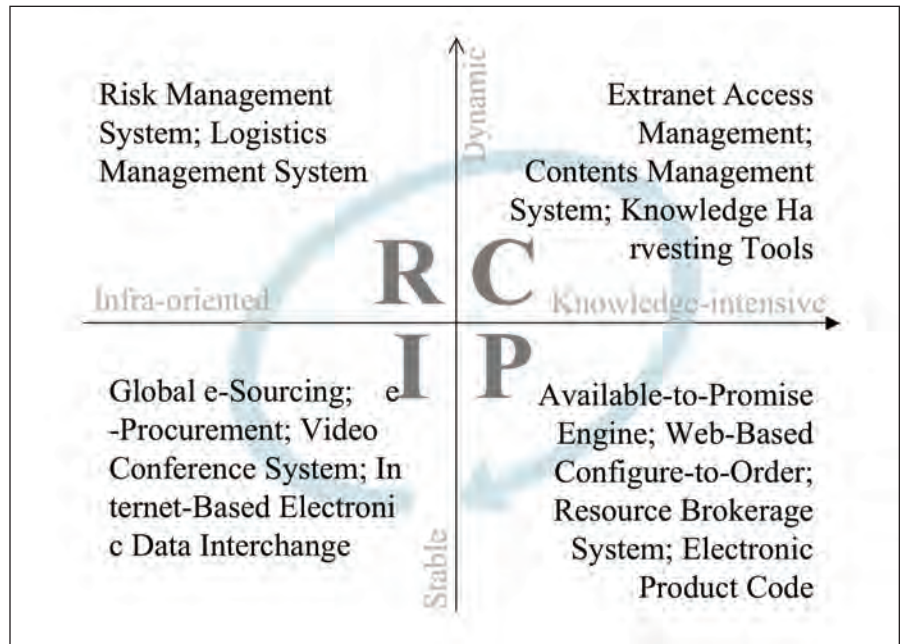 Dynamic
Risk Management
System; Logistics
Management System
Extranet Access
Management;
Contents Management
System; Knowledge Ha
rvesting Tools
R C
Infra-oriented
Knowledge-intensive
I P
Global e-Sourcing; e
-Procurement; Video
Conference System; In
ternet-Based Electroni
c Data Interchange
Available-to-Promise
Engine; Web-Based
Configure-to-Order;
Resource Brokerage
System; Electronic
Product Code
Stable